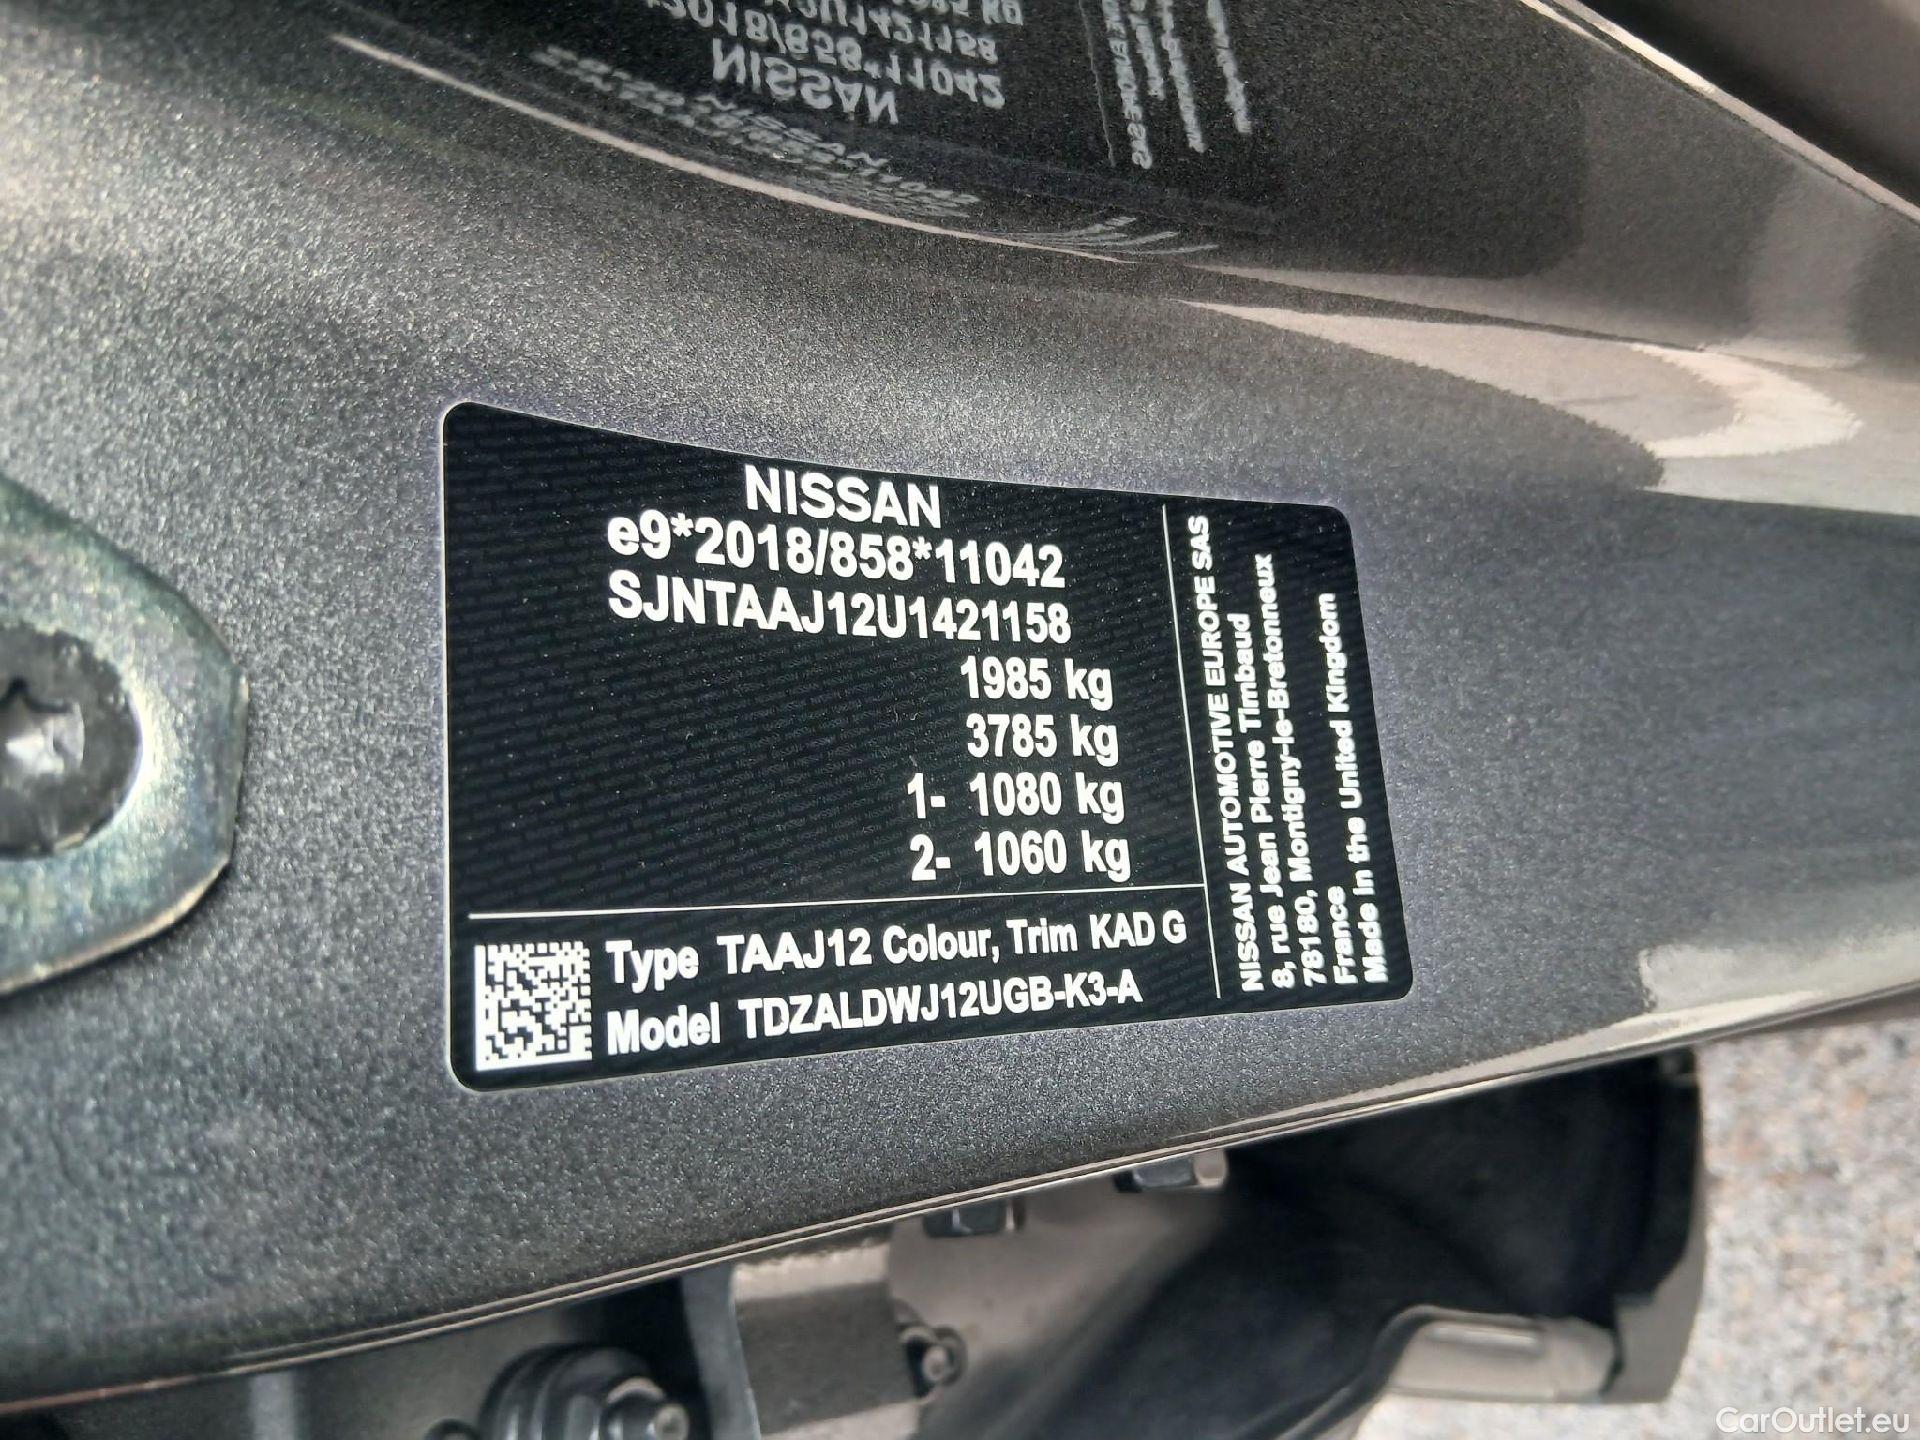 NISSAN
e9*2018/858*11042
SJNTAAJ12U1421158
1985 kg
3785 kg
1- 1080 kg
2- 1060 kg
Type TAAJ12 Colour, Trim KAD G
Model TDZALDWJ12UGB-K3-A
NISSAN AUTOMOTIVE EUROPE SAS
8, rue Jean Pierre Timbaud
78180, Montigny-le-Bretonneux
France
Made in the United Kingdom
CarOutlet.eu